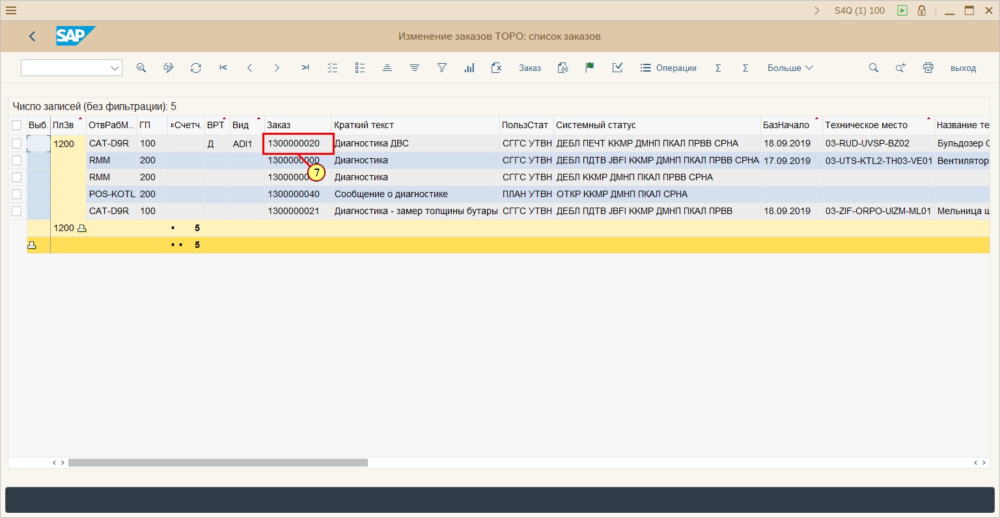 S4Q (1) 100
SAP Изменение заказов ТОРО: список заказов
Заказ Операции Σ Σ Больше выход
Число записей (без фильтрации): 5
Выб. ПлЗв ОтвРабМ... ГП ¤Счетч. ВРТ Вид Заказ Краткий текст ПользСтат Системный статус БазНачало Техническое место Название те
1200 CAT-D9R 100 Д ADI1 1300000020 Диагностика ДВС СГГС УТВН ДЕБЛ ПЕЧТ ККМР ДМНП ПКАЛ ПРВВ СРНА 18.09.2019 03-RUD-UVSP-BZ02 Бульдозер C
RMM 200 1300000000 Диагностика СГГС УТВН ДЕБЛ ПДТВ JBFI ККМР ДМНП ПКАЛ ПРВВ СРНА 17.09.2019 03-UTS-KTL2-TH03-VE01 Вентилятор
RMM 200 Диагностика СГГС УТВН ДЕБЛ ККМР ДМНП ПКАЛ ПРВВ СРНА
7
POS-KOTL 200 1300000040 Сообщение о диагностике ПЛАН УТВН ОТКР ККМР ДМНП ПКАЛ СРНА
CAT-D9R 100 1300000021 Диагностика - замер толщины бутары СГГС УТВН ДЕБЛ ПДТВ JBFI ККМР ДМНП ПКАЛ ПРВВ 18.09.2019 03-ZIF-ORPO-UIZM-ML01 Мельница ш
1200 ▪ 5
▪ ▪ 5